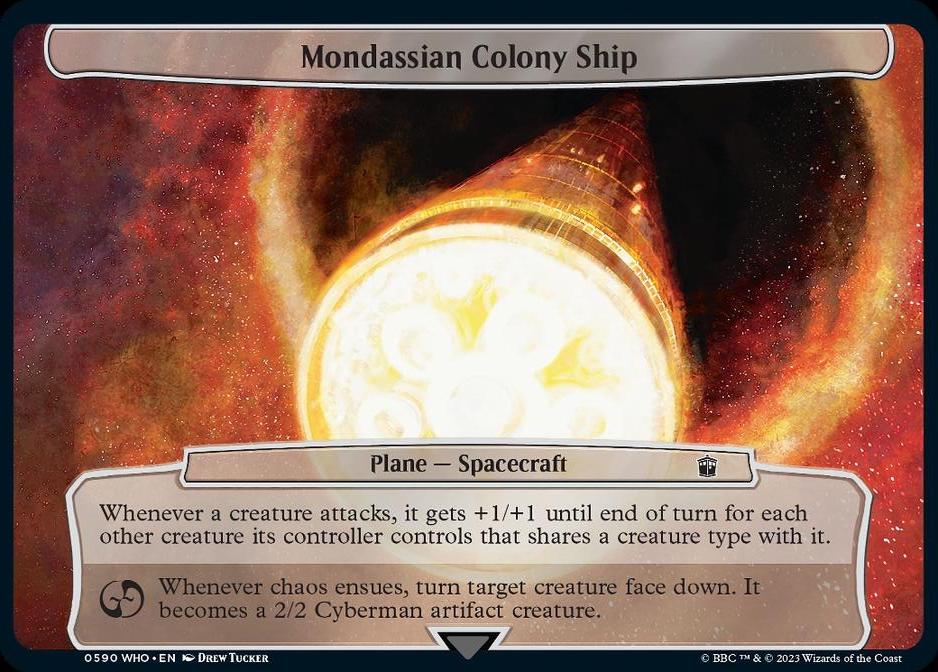 Mondassian Colony Ship
Plane — Spacecraft
Whenever a creature attacks, it gets +1/+1 until end of turn for each
other creature its controller controls that shares a creature type with it.
Whenever chaos ensues, turn target creature face down. It
becomes a 2/2 Cyberman artifact creature.
0590 WHO • EN Drew Tucker
© BBC ™ & © 2023 Wizards of the Coast